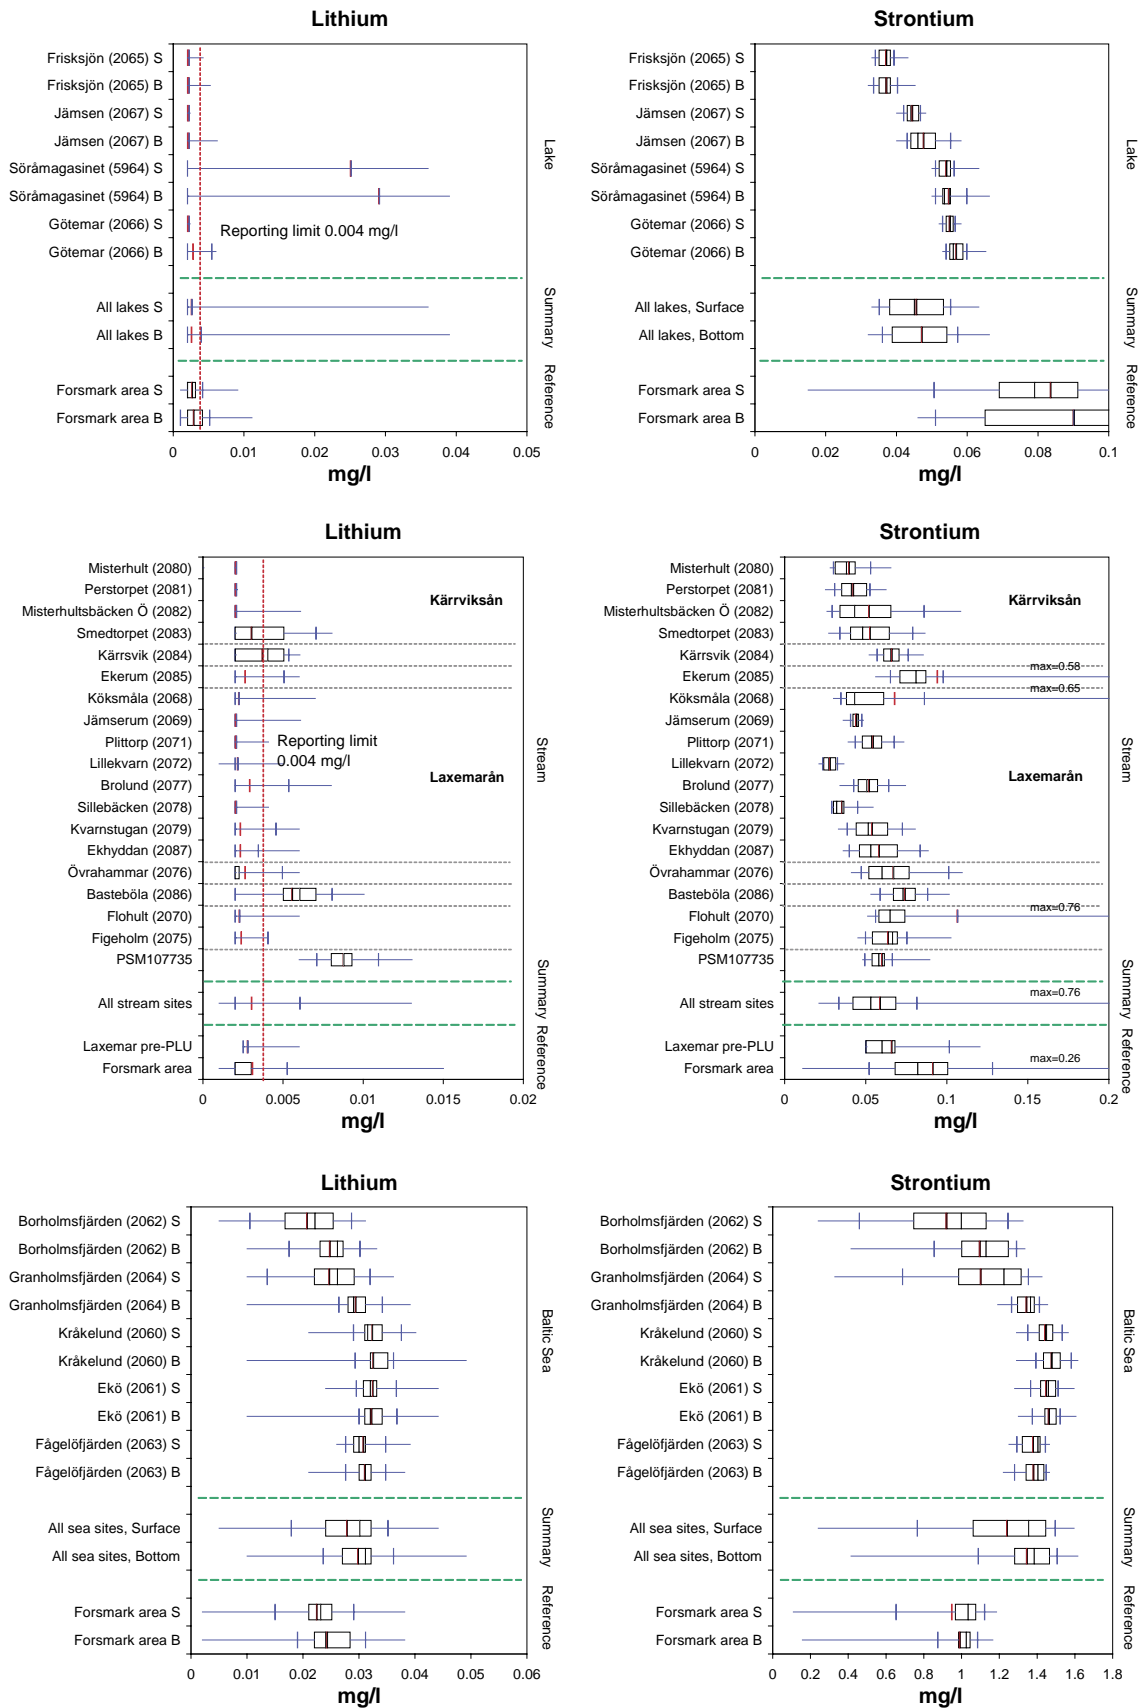 Lithium
Frisksjön (2065) S
Frisksjön (2065) B
Jämsen (2067) S
Jämsen (2067) B
Söråmagasinet (5964) S
Söråmagasinet (5964) B
Götemar (2066) S
Götemar (2066) B
All lakes S
All lakes B
Forsmark area S
Forsmark area B
Reporting limit 0.004 mg/l
Lake
Summary
Reference
0 0.01 0.02 0.03 0.04 0.05
mg/l
Strontium
Frisksjön (2065) S
Frisksjön (2065) B
Jämsen (2067) S
Jämsen (2067) B
Söråmagasinet (5964) S
Söråmagasinet (5964) B
Götemar (2066) S
Götemar (2066) B
All lakes, Surface
All lakes, Bottom
Forsmark area S
Forsmark area B
Lake
Summary
Reference
0 0.02 0.04 0.06 0.08 0.1
mg/l
Lithium
Misterhult (2080)
Perstorpet (2081)
Misterhultsbäcken Ö (2082)
Smedtorpet (2083)
Kärrsvik (2084)
Ekerum (2085)
Köksmåla (2068)
Jämserum (2069)
Plittorp (2071)
Lillekvarn (2072)
Brolund (2077)
Sillebäcken (2078)
Kvarnstugan (2079)
Ekhyddan (2087)
Övrahammar (2076)
Basteböla (2086)
Flohult (2070)
Figeholm (2075)
PSM107735
All stream sites
Laxemar pre-PLU
Forsmark area
Kärrviksån
Reporting limit
0.004 mg/l
Laxemarån
Stream
Summary
Reference
0 0.005 0.01 0.015 0.02
mg/l
Strontium
Misterhult (2080)
Perstorpet (2081)
Misterhultsbäcken Ö (2082)
Smedtorpet (2083)
Kärrsvik (2084)
Ekerum (2085)
Köksmåla (2068)
Jämserum (2069)
Plittorp (2071)
Lillekvarn (2072)
Brolund (2077)
Sillebäcken (2078)
Kvarnstugan (2079)
Ekhyddan (2087)
Övrahammar (2076)
Basteböla (2086)
Flohult (2070)
Figeholm (2075)
PSM107735
All stream sites
Laxemar pre-PLU
Forsmark area
Kärrviksån
max=0.58
max=0.65
Laxemarån
max=0.76
max=0.76
max=0.26
Stream
Summary
Reference
0 0.05 0.1 0.15 0.2
mg/l
Lithium
Borholmsfjärden (2062) S
Borholmsfjärden (2062) B
Granholmsfjärden (2064) S
Granholmsfjärden (2064) B
Kråkelund (2060) S
Kråkelund (2060) B
Ekö (2061) S
Ekö (2061) B
Fågelöfjärden (2063) S
Fågelöfjärden (2063) B
All sea sites, Surface
All sea sites, Bottom
Forsmark area S
Forsmark area B
Baltic Sea
Summary
Reference
0 0.01 0.02 0.03 0.04 0.05 0.06
mg/l
Strontium
Borholmsfjärden (2062) S
Borholmsfjärden (2062) B
Granholmsfjärden (2064) S
Granholmsfjärden (2064) B
Kråkelund (2060) S
Kråkelund (2060) B
Ekö (2061) S
Ekö (2061) B
Fågelöfjärden (2063) S
Fågelöfjärden (2063) B
All sea sites, Surface
All sea sites, Bottom
Forsmark area S
Forsmark area B
Baltic Sea
Summary
Reference
0 0.2 0.4 0.6 0.8 1 1.2 1.4 1.6 1.8
mg/l